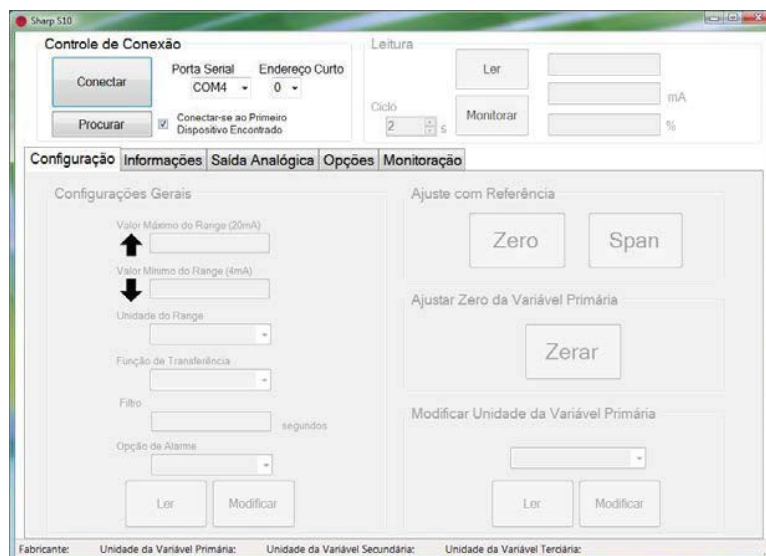 Sharp S10
Controle de Conexão
Conectar
Porta Serial
COM4
Endereço Curto
0
Procurar
Conectar-se ao Primeiro
Dispositivo Encontrado
Leitura
Ler
Ciclo
2 s
Monitorar
mA
%
Configuração Informações Saída Analógica Opções Monitoração
Configurações Gerais
Valor Máximo do Range (20mA)
Valor Mínimo do Range (4mA)
Unidade do Range
Função de Transferência
Filtro
segundos
Opção de Alarme
Ler Modificar
Ajuste com Referência
Zero Span
Ajustar Zero da Variável Primária
Zerar
Modificar Unidade da Variável Primária
Ler Modificar
Fabricante: Unidade da Variável Primária: Unidade da Variável Secundária: Unidade da Variável Terciária: